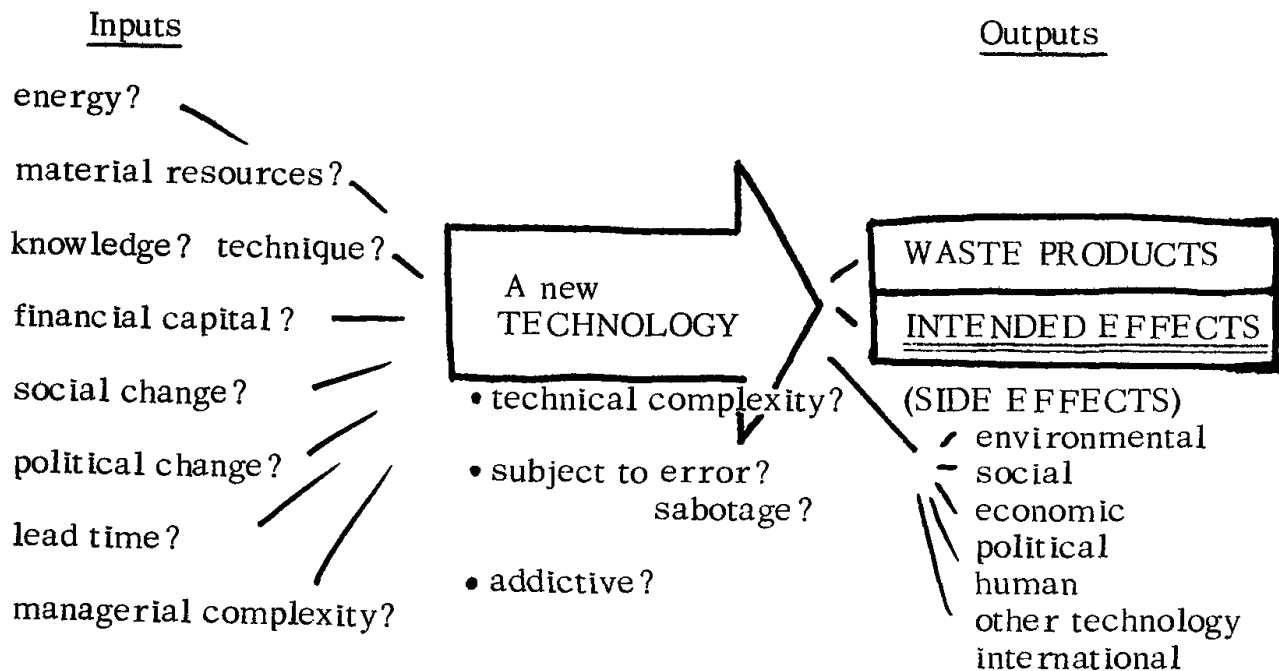 Inputs
energy?
material resources?
knowledge? technique?
financial capital?
social change?
political change?
lead time?
managerial complexity?
A new
TECHNOLOGY
• technical complexity?
• subject to error?
sabotage?
• addictive?
Outputs
WASTE PRODUCTS
INTENDED EFFECTS
(SIDE EFFECTS)
environmental
social
economic
political
human
other technology
international